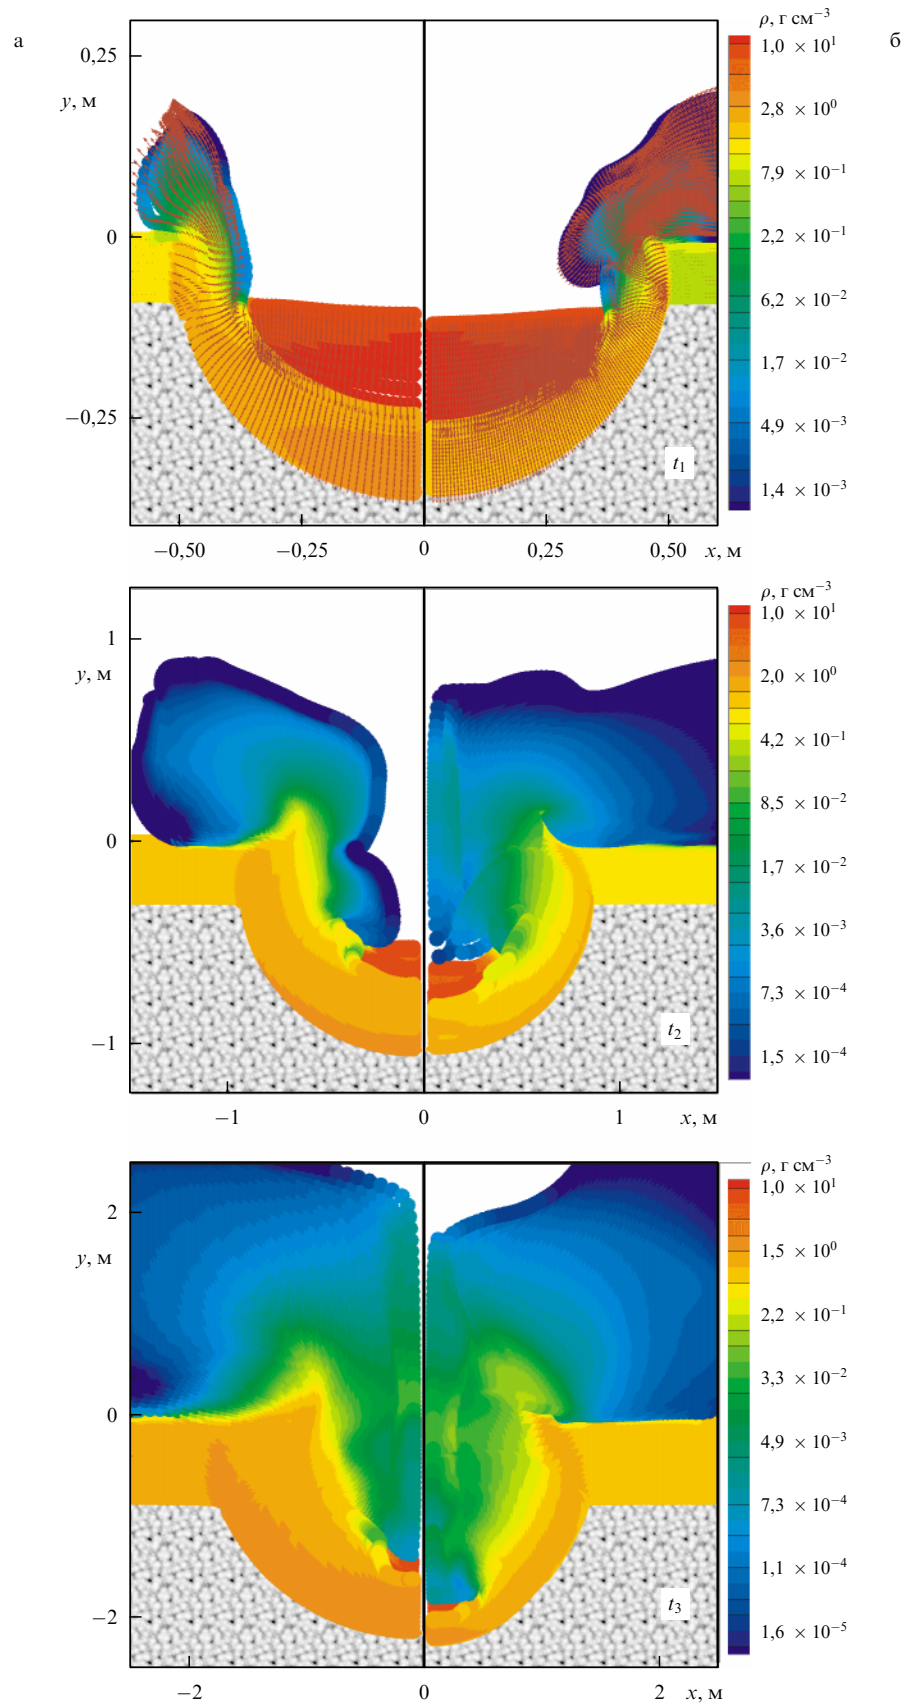 а
б
ρ, г см⁻³
1,0 × 10¹
2,8 × 10⁰
7,9 × 10⁻¹
2,2 × 10⁻¹
6,2 × 10⁻²
1,7 × 10⁻²
4,9 × 10⁻³
1,4 × 10⁻³
0,25
y, м
0
−0,25
t₁
−0,50 −0,25 0 0,25 0,50 x, м
ρ, г см⁻³
1,0 × 10¹
2,0 × 10⁰
4,2 × 10⁻¹
8,5 × 10⁻²
1,7 × 10⁻²
3,6 × 10⁻³
7,3 × 10⁻⁴
1,5 × 10⁻⁴
1
y, м
0
−1
t₂
−1 0 1 x, м
ρ, г см⁻³
1,0 × 10¹
1,5 × 10⁰
2,2 × 10⁻¹
3,3 × 10⁻²
4,9 × 10⁻³
7,3 × 10⁻⁴
1,1 × 10⁻⁴
1,6 × 10⁻⁵
2
y, м
0
−2
t₃
−2 0 2 x, м